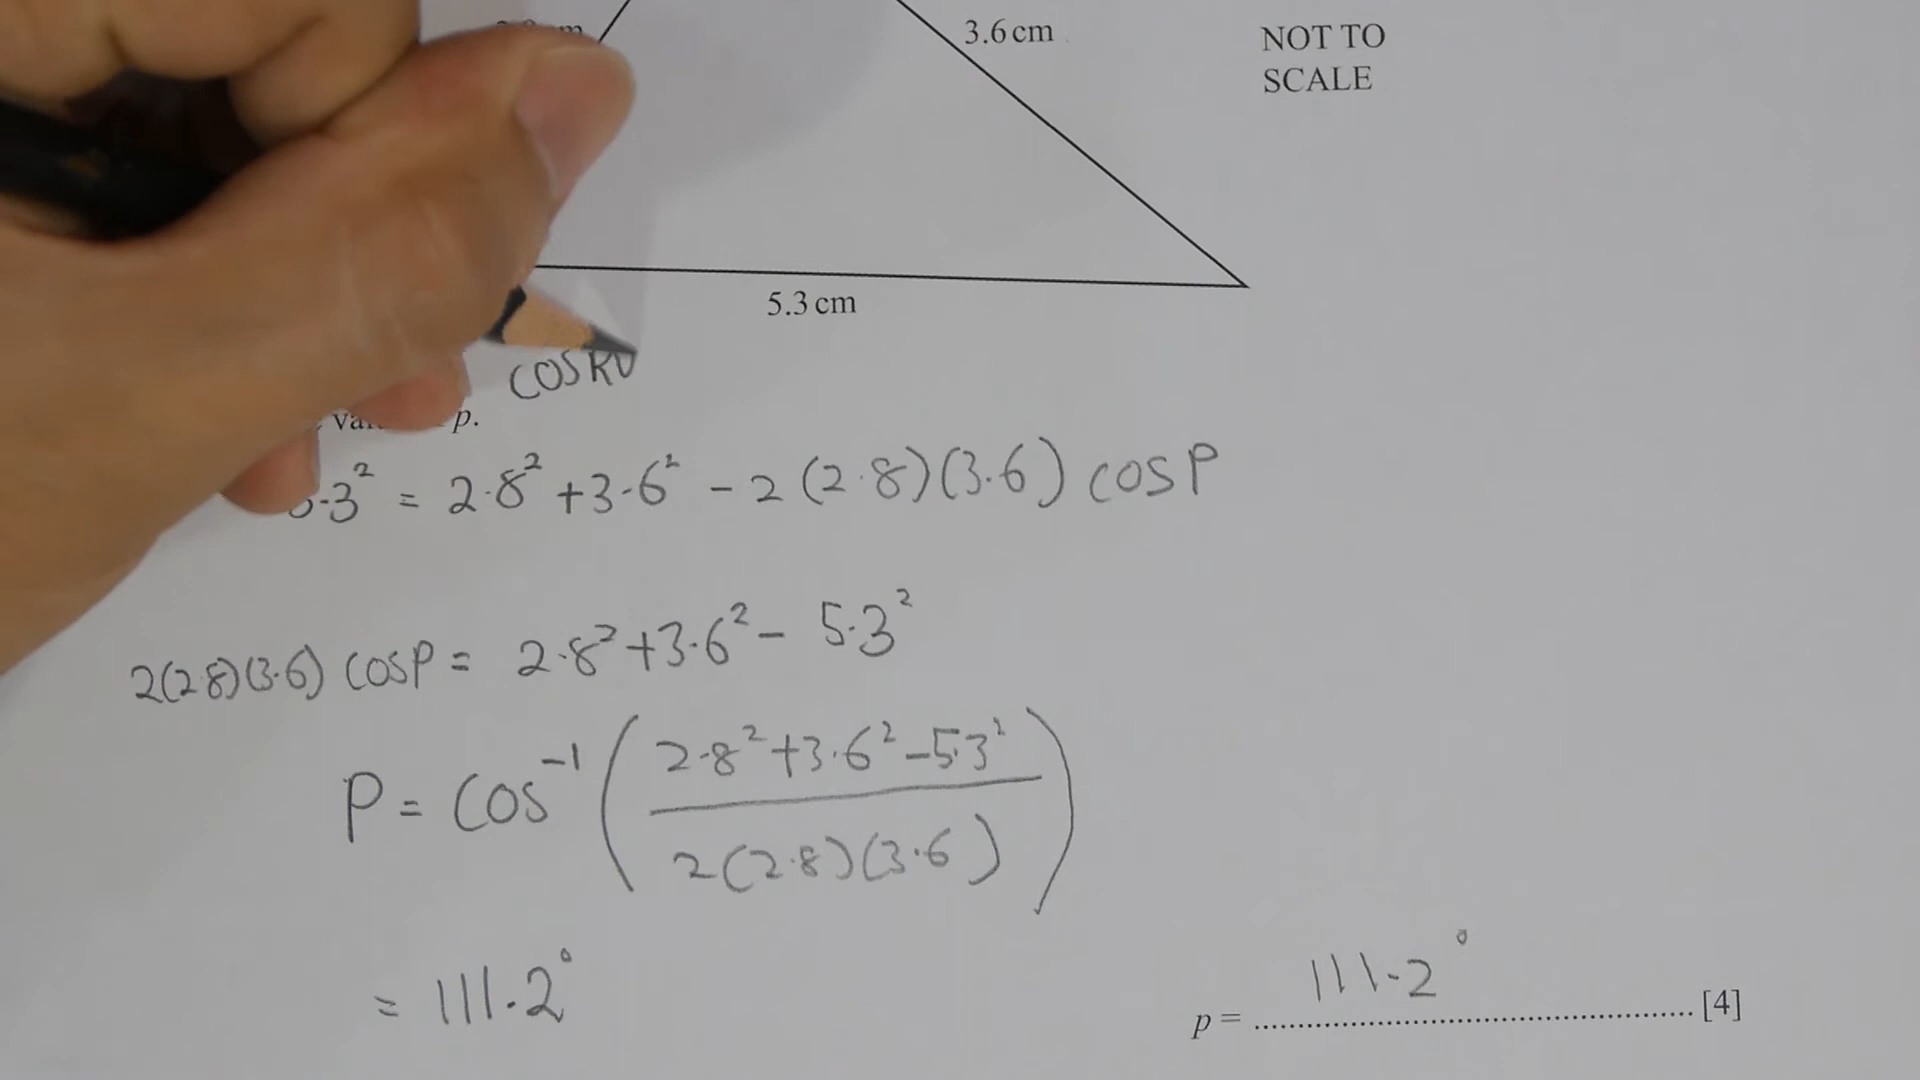 3.6 cm
NOT TO
SCALE
5.3 cm
COSRU
p.
5.3² = 2.8² + 3.6² - 2 (2.8)(3.6) cos P
2(2.8)(3.6) cos P = 2.8² + 3.6² - 5.3²
P = cos⁻¹ ( 2.8² + 3.6² - 5.3²
2(2.8)(3.6) )
= 111.2°
111.2°
p = .................... [4]